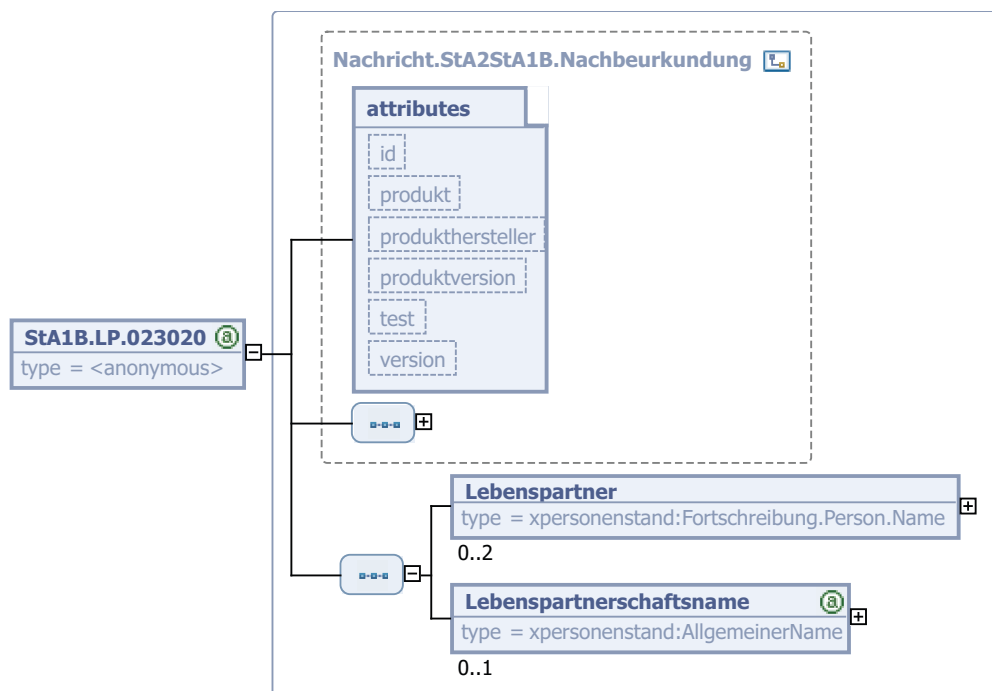 Nachricht.StA2StA1B.Nachbeurkundung
attributes
id
produkt
produkthersteller
produktversion
test
version
StA1B.LP.023020 a
type = <anonymous>
Lebenspartner
type = xpersonenstand:Fortschreibung.Person.Name
0..2
Lebenspartnerschaftsname a
type = xpersonenstand:AllgemeinerName
0..1